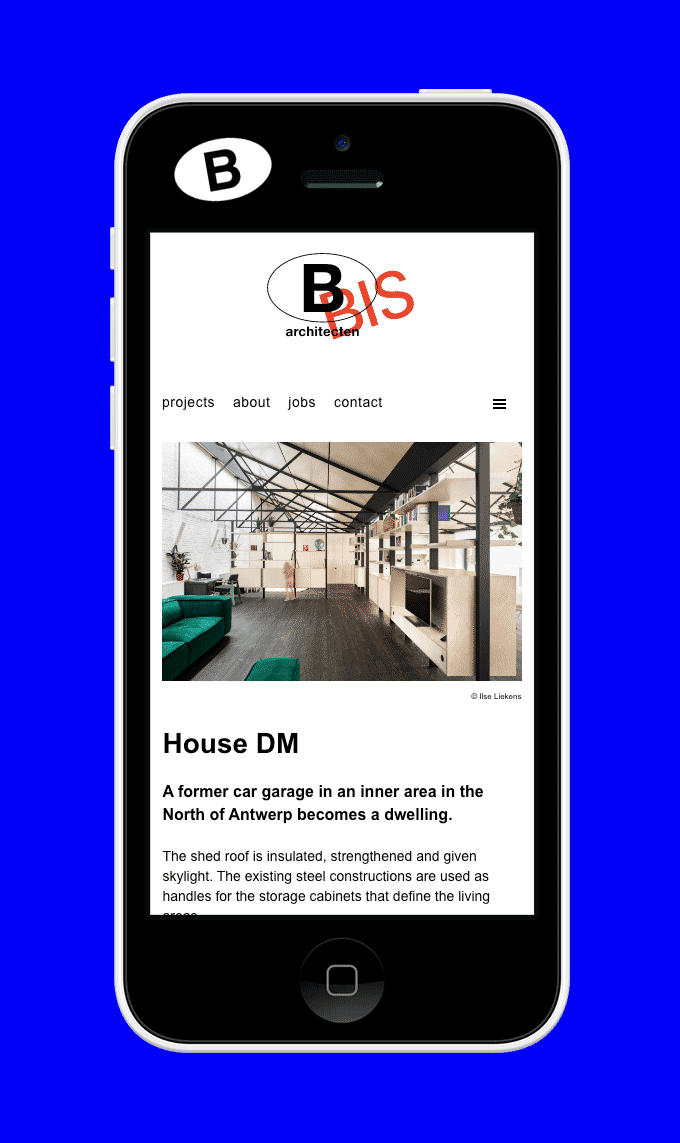 B
B
BIS
architecten
projects about jobs contact
© Ilse Liekens
House DM
A former car garage in an inner area in the
North of Antwerp becomes a dwelling.
The shed roof is insulated, strengthened and given
skylight. The existing steel constructions are used as
handles for the storage cabinets that define the living
areas.